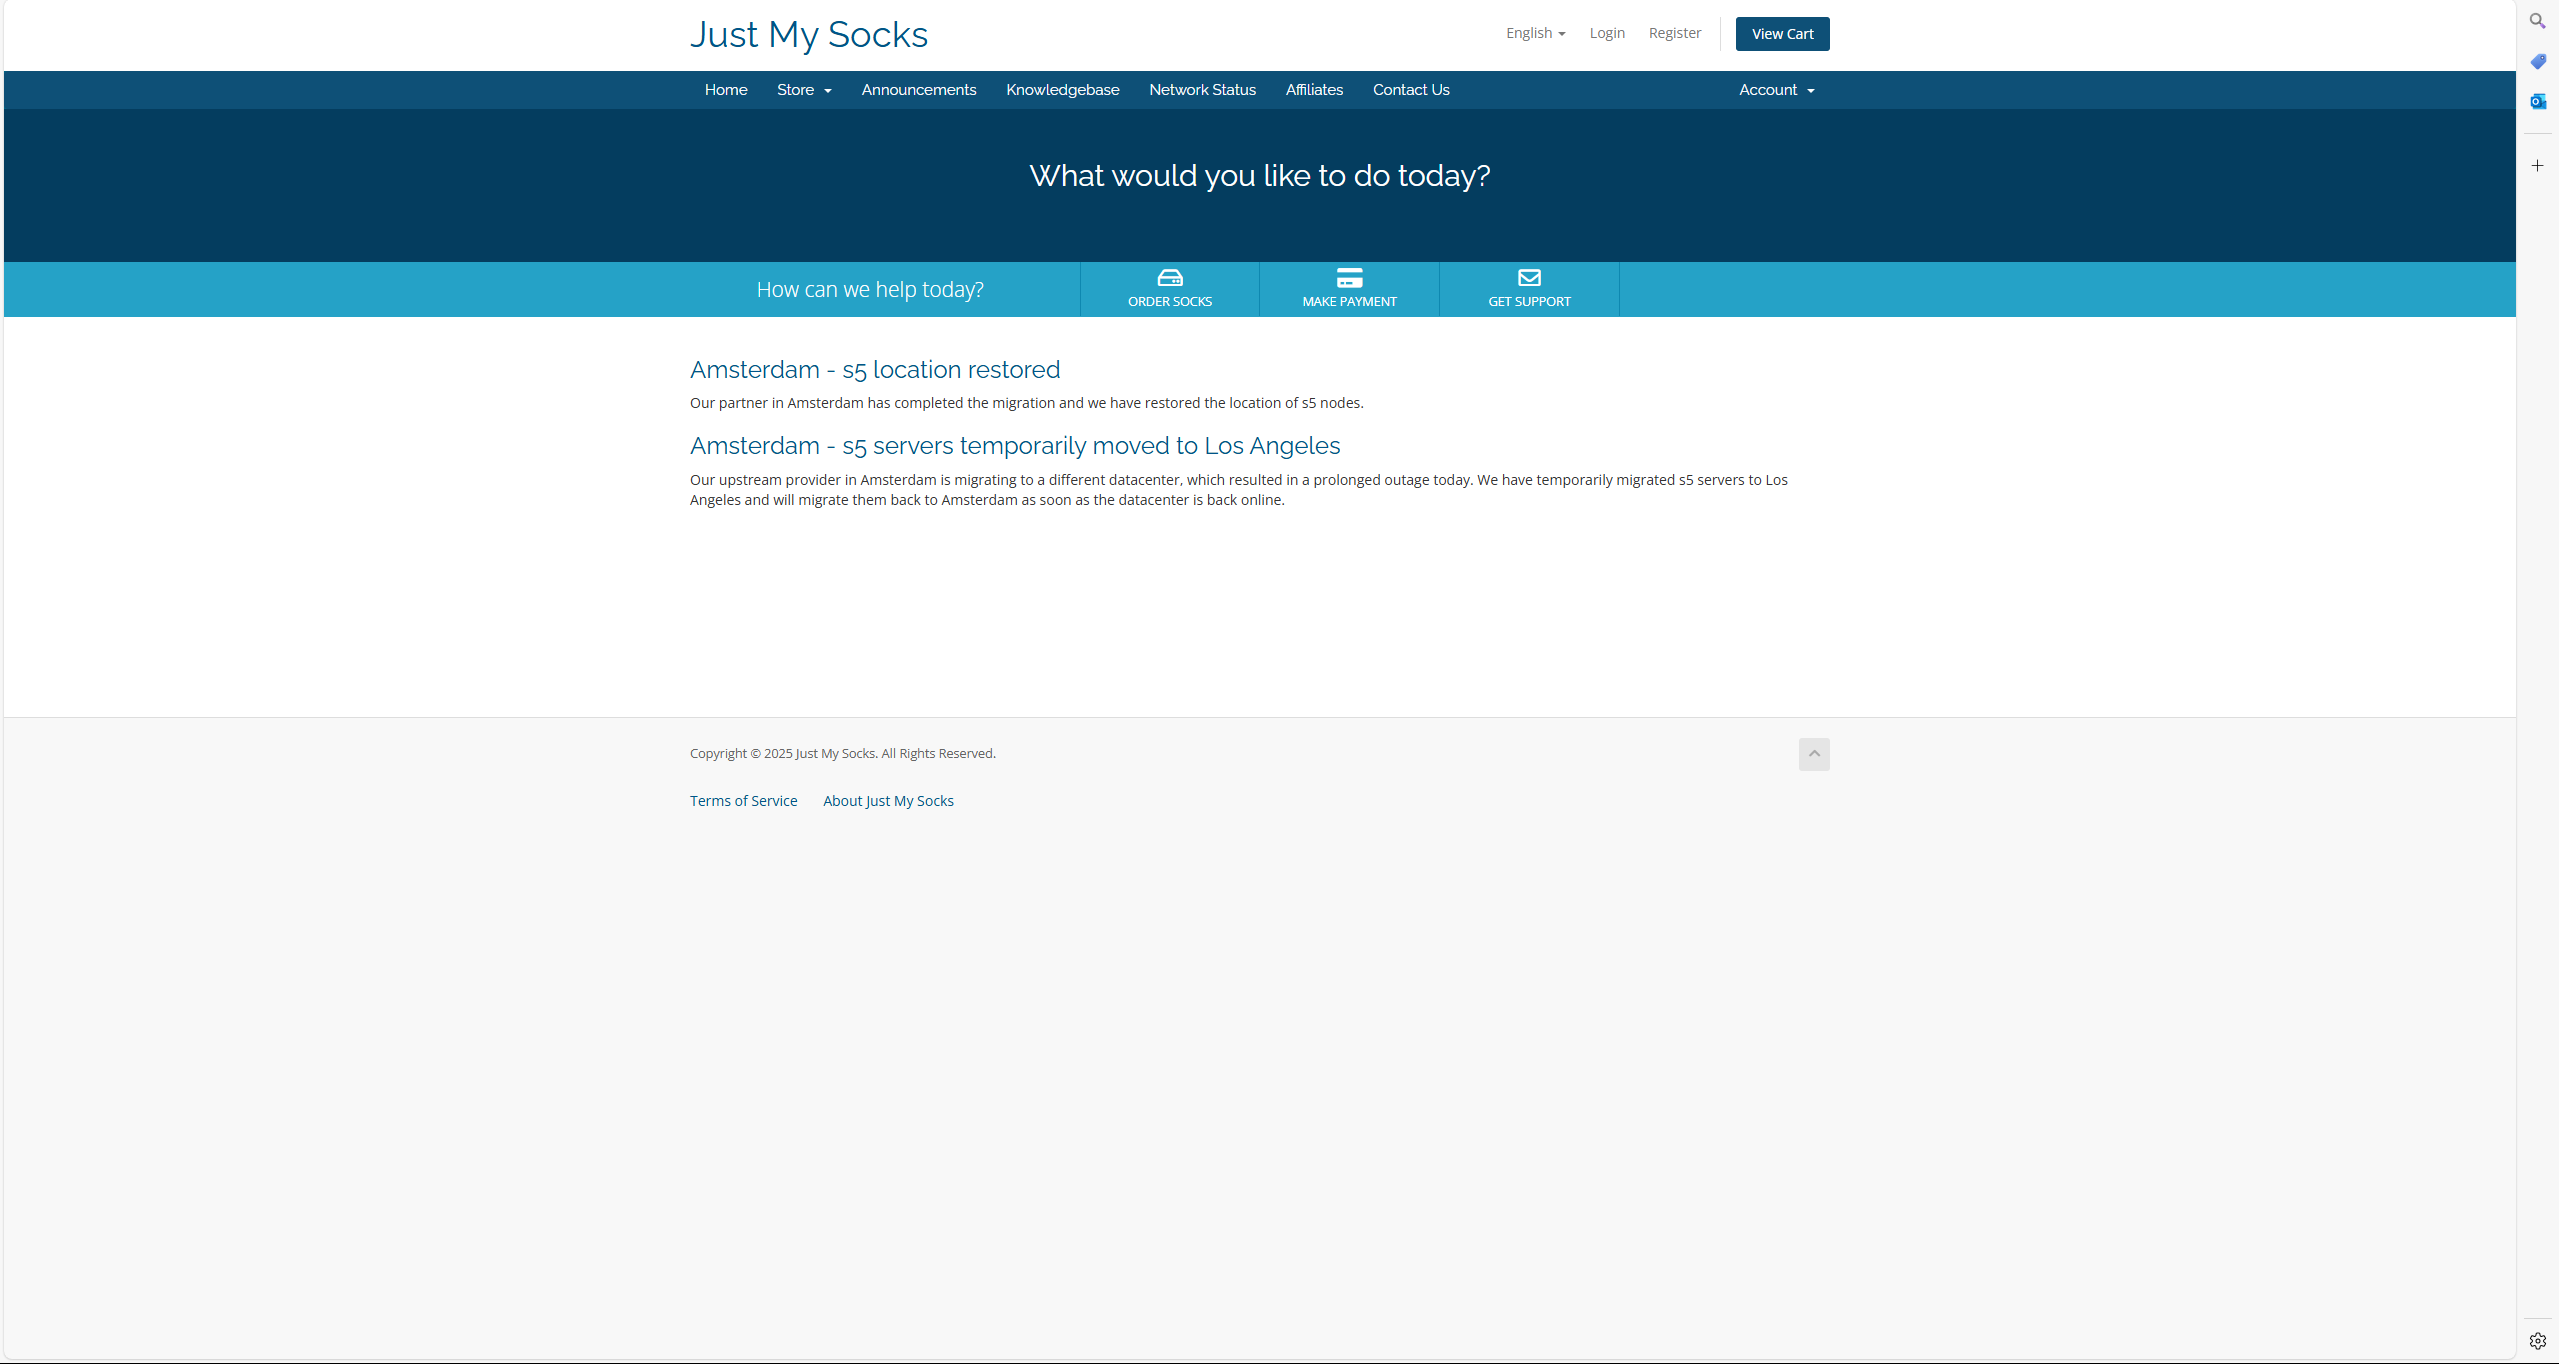 Just My Socks
English
Login
Register
View Cart
Home
Store
Announcements
Knowledgebase
Network Status
Affiliates
Contact Us
Account
What would you like to do today?
How can we help today?
ORDER SOCKS
MAKE PAYMENT
GET SUPPORT
Amsterdam - s5 location restored
Our partner in Amsterdam has completed the migration and we have restored the location of s5 nodes.
Amsterdam - s5 servers temporarily moved to Los Angeles
Our upstream provider in Amsterdam is migrating to a different datacenter, which resulted in a prolonged outage today. We have temporarily migrated s5 servers to Los
Angeles and will migrate them back to Amsterdam as soon as the datacenter is back online.
Copyright © 2025 Just My Socks. All Rights Reserved.
Terms of Service
About Just My Socks